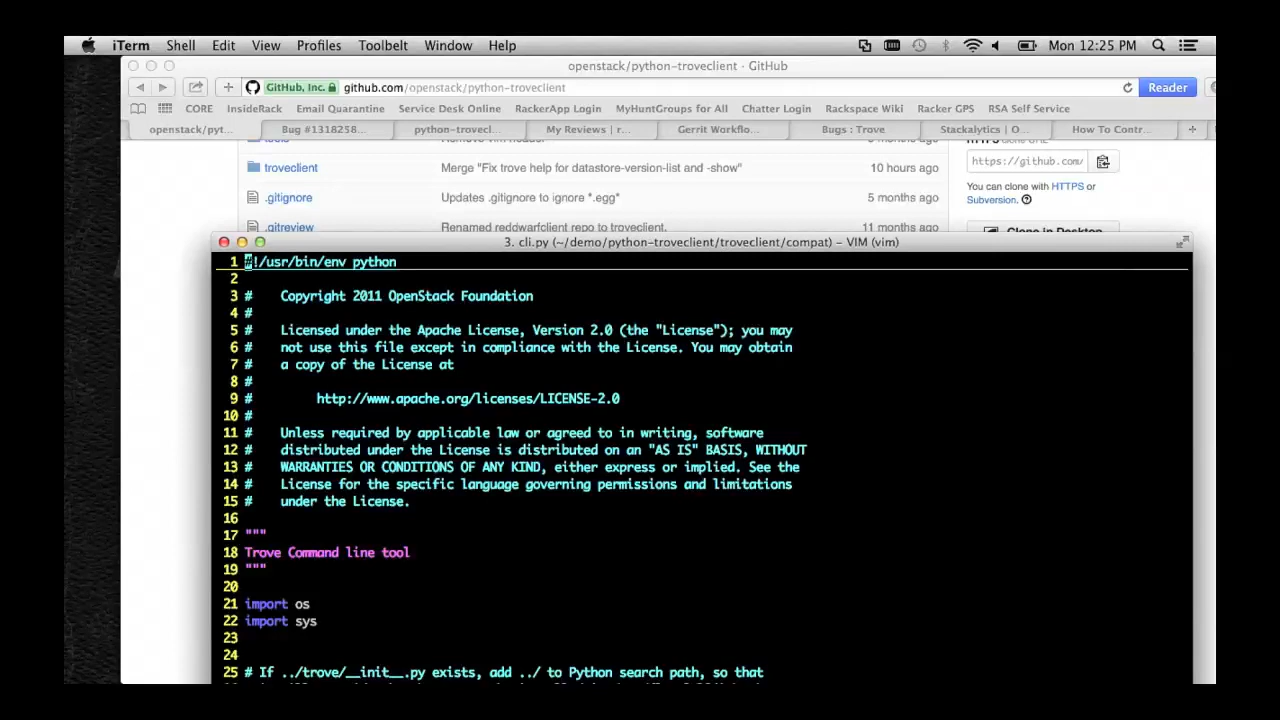 iTerm Shell Edit View Profiles Toolbelt Window Help Mon 12:25 PM
openstack/python-troveclient · GitHub
GitHub, Inc. github.com/openstack/python-troveclient Reader
CORE InsideRack Email Quarantine Service Desk Online RackerApp Login MyHuntGroups for All Chatter Login Rackspace Wiki Racker GPS RSA Self Service
openstack/pyt... Bug #1318258... python-trovecl... My Reviews | r... Gerrit Workflo... Bugs : Trove Stackalytics | O... How To Contr...
troveclient Merge "Fix trove help for datastore-version-list and -show" 10 hours ago https://github.com/
.gitignore Updates .gitignore to ignore *.egg* 5 months ago You can clone with HTTPS or
Subversion.
.gitreview Renamed reddwarfclient repo to troveclient. 11 months ago Clone in Desktop
3. cli.py (~/demo/python-troveclient/troveclient/compat) – VIM (vim)
1 #!/usr/bin/env python
2
3 # Copyright 2011 OpenStack Foundation
4 #
5 # Licensed under the Apache License, Version 2.0 (the "License"); you may
6 # not use this file except in compliance with the License. You may obtain
7 # a copy of the License at
8 #
9 # http://www.apache.org/licenses/LICENSE-2.0
10 #
11 # Unless required by applicable law or agreed to in writing, software
12 # distributed under the License is distributed on an "AS IS" BASIS, WITHOUT
13 # WARRANTIES OR CONDITIONS OF ANY KIND, either express or implied. See the
14 # License for the specific language governing permissions and limitations
15 # under the License.
16
17 """
18 Trove Command line tool
19 """
20
21 import os
22 import sys
23
24
25 # If ../trove/__init__.py exists, add ../ to Python search path, so that